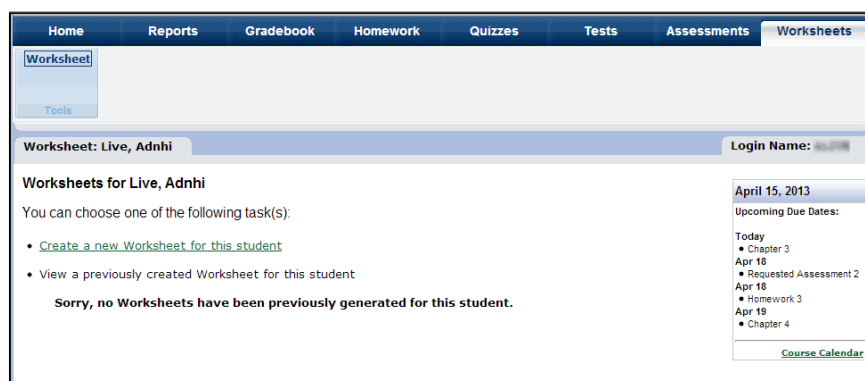 Home Reports Gradebook Homework Quizzes Tests Assessments Worksheets
Worksheet
Tools
Worksheet: Live, Adnhi
Login Name:
Worksheets for Live, Adnhi
You can choose one of the following task(s):
• Create a new Worksheet for this student
• View a previously created Worksheet for this student
Sorry, no Worksheets have been previously generated for this student.
April 15, 2013
Upcoming Due Dates:
Today
• Chapter 3
Apr 18
• Requested Assessment 2
Apr 18
• Homework 3
Apr 19
• Chapter 4
Course Calendar